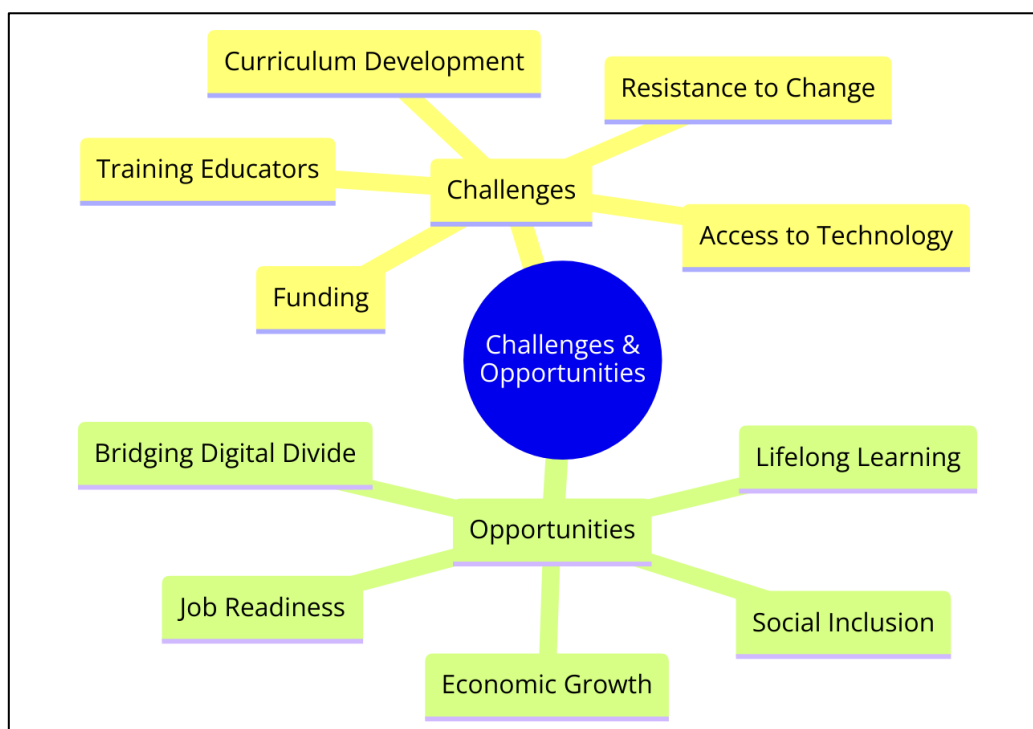 Curriculum Development
Resistance to Change
Training Educators
Challenges
Access to Technology
Funding
Challenges &
Opportunities
Bridging Digital Divide
Lifelong Learning
Opportunities
Job Readiness
Social Inclusion
Economic Growth